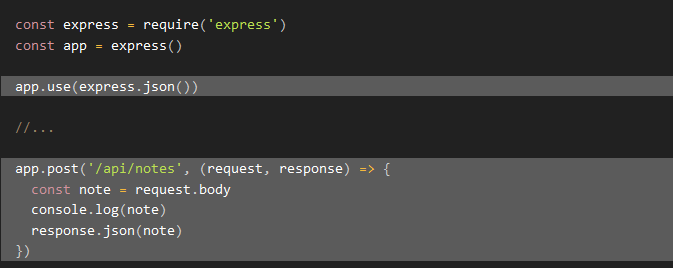 const express = require('express')
const app = express()
app.use(express.json())
//...
app.post('/api/notes', (request, response) => {
const note = request.body
console.log(note)
response.json(note)
})